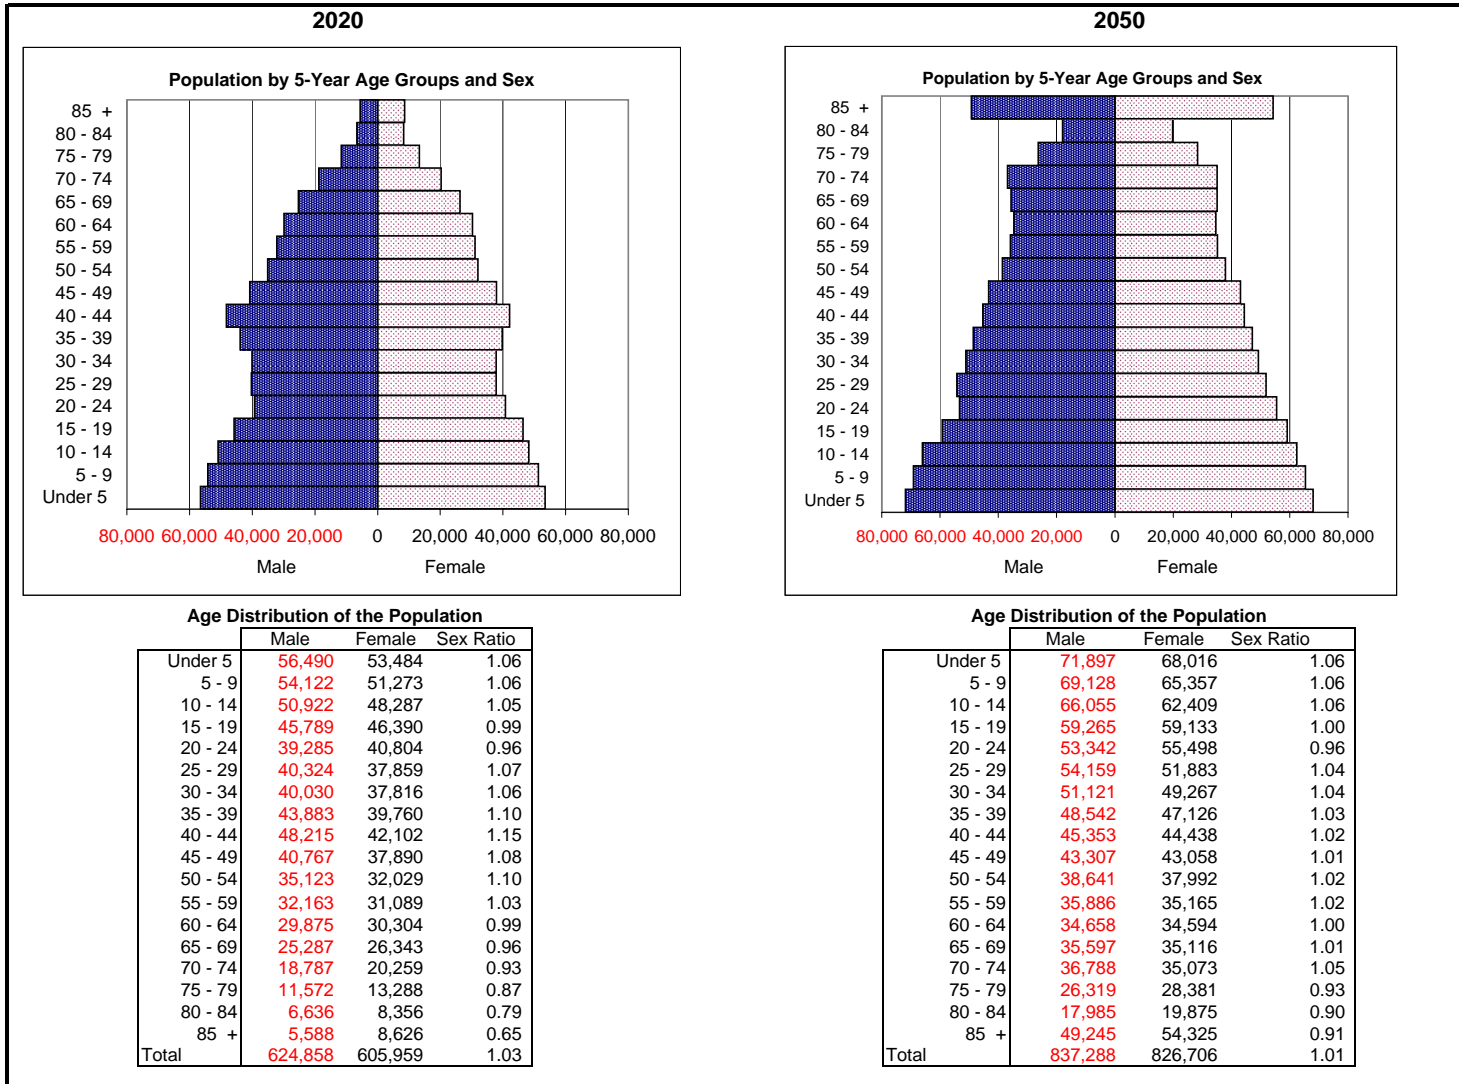 2020
Population by 5-Year Age Groups and Sex
85 +
80 - 84
75 - 79
70 - 74
65 - 69
60 - 64
55 - 59
50 - 54
45 - 49
40 - 44
35 - 39
30 - 34
25 - 29
20 - 24
15 - 19
10 - 14
5 - 9
Under 5
80,000 60,000 40,000 20,000 0 20,000 40,000 60,000 80,000
Male Female
Age Distribution of the Population
Male Female Sex Ratio
Under 5 56,490 53,484 1.06
5 - 9 54,122 51,273 1.06
10 - 14 50,922 48,287 1.05
15 - 19 45,789 46,390 0.99
20 - 24 39,285 40,804 0.96
25 - 29 40,324 37,859 1.07
30 - 34 40,030 37,816 1.06
35 - 39 43,883 39,760 1.10
40 - 44 48,215 42,102 1.15
45 - 49 40,767 37,890 1.08
50 - 54 35,123 32,029 1.10
55 - 59 32,163 31,089 1.03
60 - 64 29,875 30,304 0.99
65 - 69 25,287 26,343 0.96
70 - 74 18,787 20,259 0.93
75 - 79 11,572 13,288 0.87
80 - 84 6,636 8,356 0.79
85 + 5,588 8,626 0.65
Total 624,858 605,959 1.03
2050
Population by 5-Year Age Groups and Sex
85 +
80 - 84
75 - 79
70 - 74
65 - 69
60 - 64
55 - 59
50 - 54
45 - 49
40 - 44
35 - 39
30 - 34
25 - 29
20 - 24
15 - 19
10 - 14
5 - 9
Under 5
80,000 60,000 40,000 20,000 0 20,000 40,000 60,000 80,000
Male Female
Age Distribution of the Population
Male Female Sex Ratio
Under 5 71,897 68,016 1.06
5 - 9 69,128 65,357 1.06
10 - 14 66,055 62,409 1.06
15 - 19 59,265 59,133 1.00
20 - 24 53,342 55,498 0.96
25 - 29 54,159 51,883 1.04
30 - 34 51,121 49,267 1.04
35 - 39 48,542 47,126 1.03
40 - 44 45,353 44,438 1.02
45 - 49 43,307 43,058 1.01
50 - 54 38,641 37,992 1.02
55 - 59 35,886 35,165 1.02
60 - 64 34,658 34,594 1.00
65 - 69 35,597 35,116 1.01
70 - 74 36,788 35,073 1.05
75 - 79 26,319 28,381 0.93
80 - 84 17,985 19,875 0.90
85 + 49,245 54,325 0.91
Total 837,288 826,706 1.01